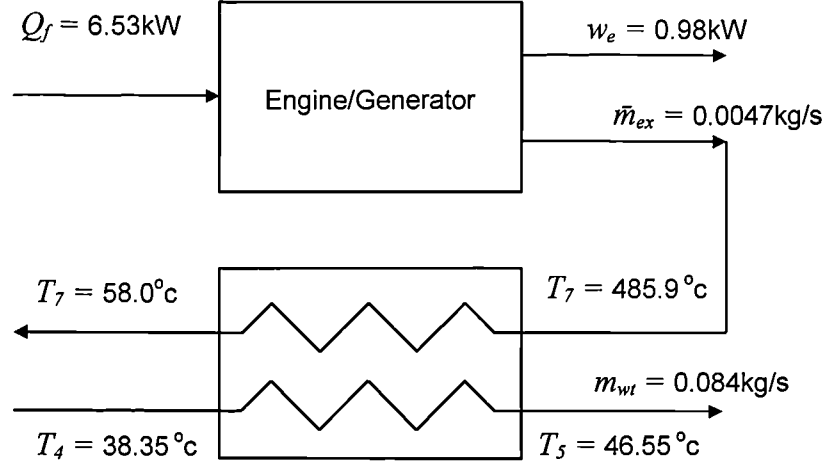 Q_f = 6.53kW
w_e = 0.98kW
Engine/Generator
m̄_ex = 0.0047kg/s
T_7 = 58.0°c
T_7 = 485.9°c
m_wt = 0.084kg/s
T_4 = 38.35°c
T_5 = 46.55°c